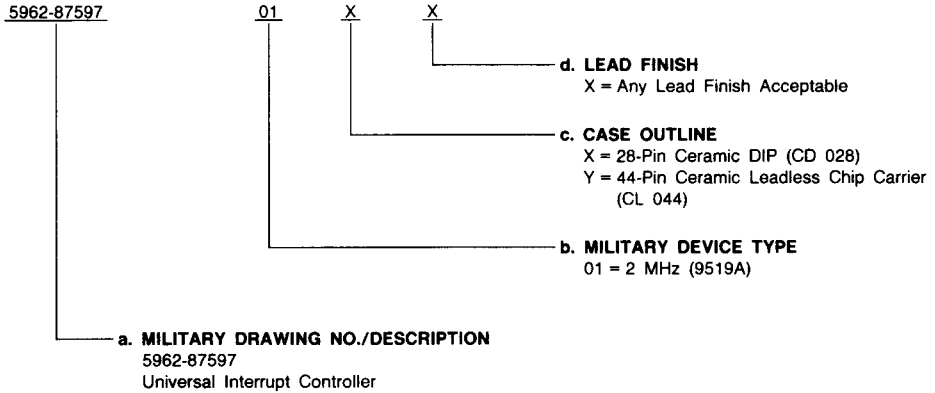 5962-87597 01 X X
d. LEAD FINISH
X = Any Lead Finish Acceptable
c. CASE OUTLINE
X = 28-Pin Ceramic DIP (CD 028)
Y = 44-Pin Ceramic Leadless Chip Carrier
(CL 044)
b. MILITARY DEVICE TYPE
01 = 2 MHz (9519A)
a. MILITARY DRAWING NO./DESCRIPTION
5962-87597
Universal Interrupt Controller